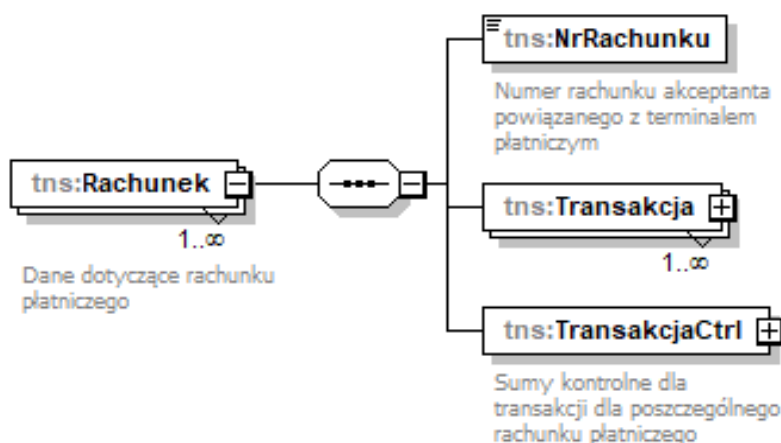 tns:NrRachunku
Numer rachunku akceptanta
powiązanego z terminalem
płatniczym
tns:Rachunek
1..∞
Dane dotyczące rachunku
płatniczego
tns:Transakcja
1..∞
tns:TransakcjaCtrl
Sumy kontrolne dla
transakcji dla poszczególnego
rachunku płatniczego